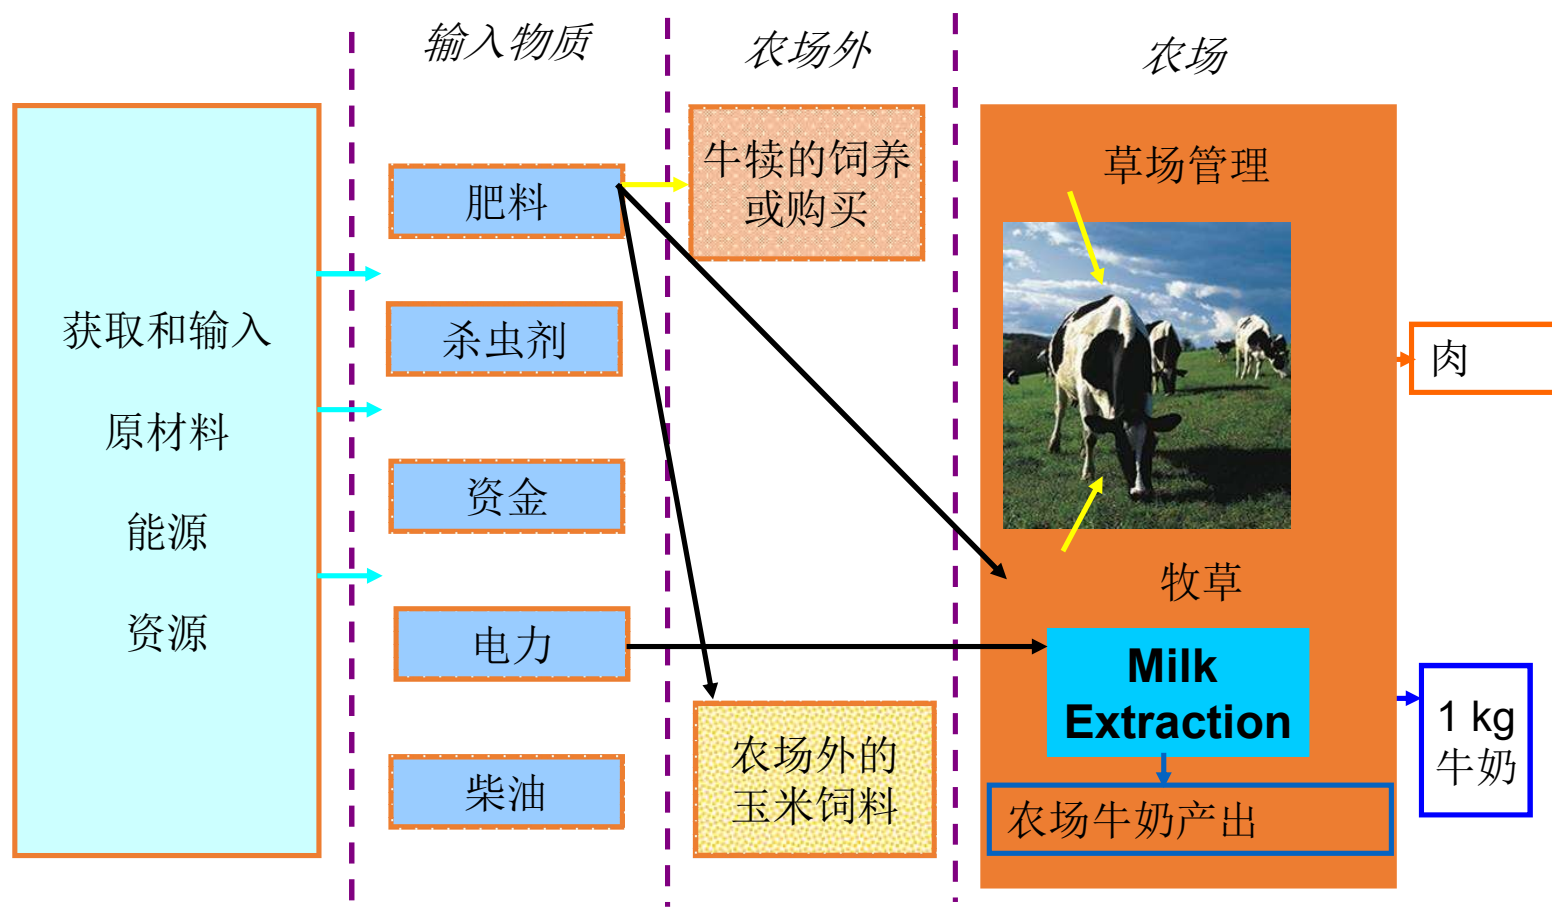 输入物质
农场外
农场
获取和输入
原材料
能源
资源
肥料
杀虫剂
资金
电力
柴油
牛犊的饲养
或购买
农场外的
玉米饲料
草场管理
牧草
Milk
Extraction
农场牛奶产出
肉
1 kg
牛奶